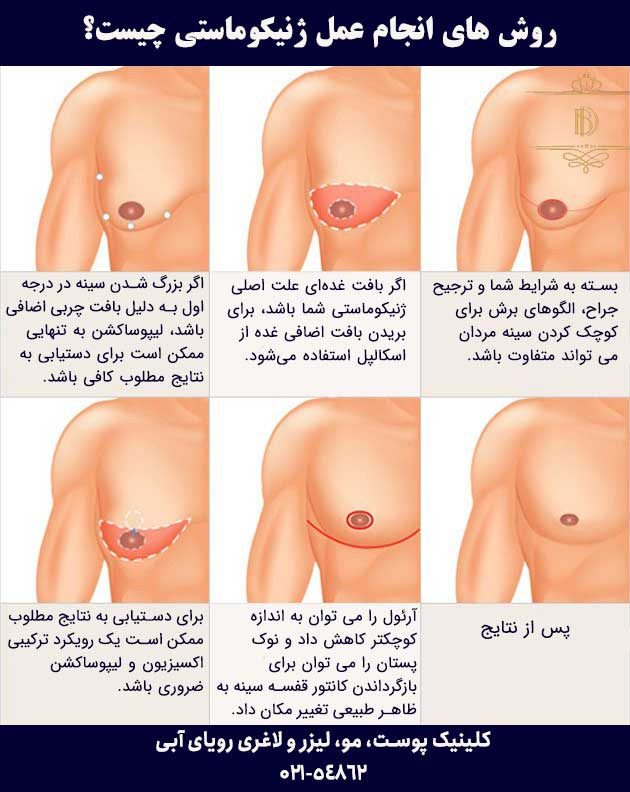 روش های انجام عمل ژنیکوماستی چیست؟
BD
بسته به شرایط شما و ترجیح
جراح، الگوهای برش برای
کوچک کردن سینه مردان
می تواند متفاوت باشد.
اگر بافت غده‌ای علت اصلی
ژنیکوماستی شما باشد، برای
بریدن بافت اضافی غده از
اسکالپل استفاده می‌شود.
اگر بزرگ شدن سینه در درجه
اول به دلیل بافت چربی اضافی
باشد، لیپوساکشن به تنهایی
ممکن است برای دستیابی به
نتایج مطلوب کافی باشد.
پس از نتایج
آرئول را می توان به اندازه
کوچکتر کاهش داد و نوک
پستان را می توان برای
بازگرداندن کانتور قفسه سینه به
ظاهر طبیعی تغییر مکان داد.
برای دستیابی به نتایج مطلوب
ممکن است یک رویکرد ترکیبی
اکسیزیون و لیپوساکشن
ضروری باشد.
کلینیک پوست، مو، لیزر و لاغری رویای آبی
۰۲۱-۵٤۸٦۲